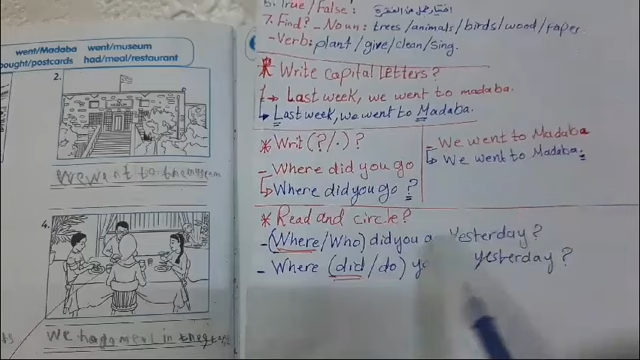 went/Madaba went/museum
bought/postcards had/meal/restaurant
2.
We went to the museum
4.
We had a meal in the
6. True / False:
7. Find? - Noun: trees/animals/birds/wood/paper
- Verb: plant/give/clean/sing.
* Write capital letters?
- Last week, we went to madaba.
Last week, we went to Madaba.
* Writ (?/.) ?
- Where did you go
Where did you go ?
- We went to Madaba
We went to Madaba.
* Read and circle?
- (Where/Who) did you yesterday?
- Where (did/do) yesterday?